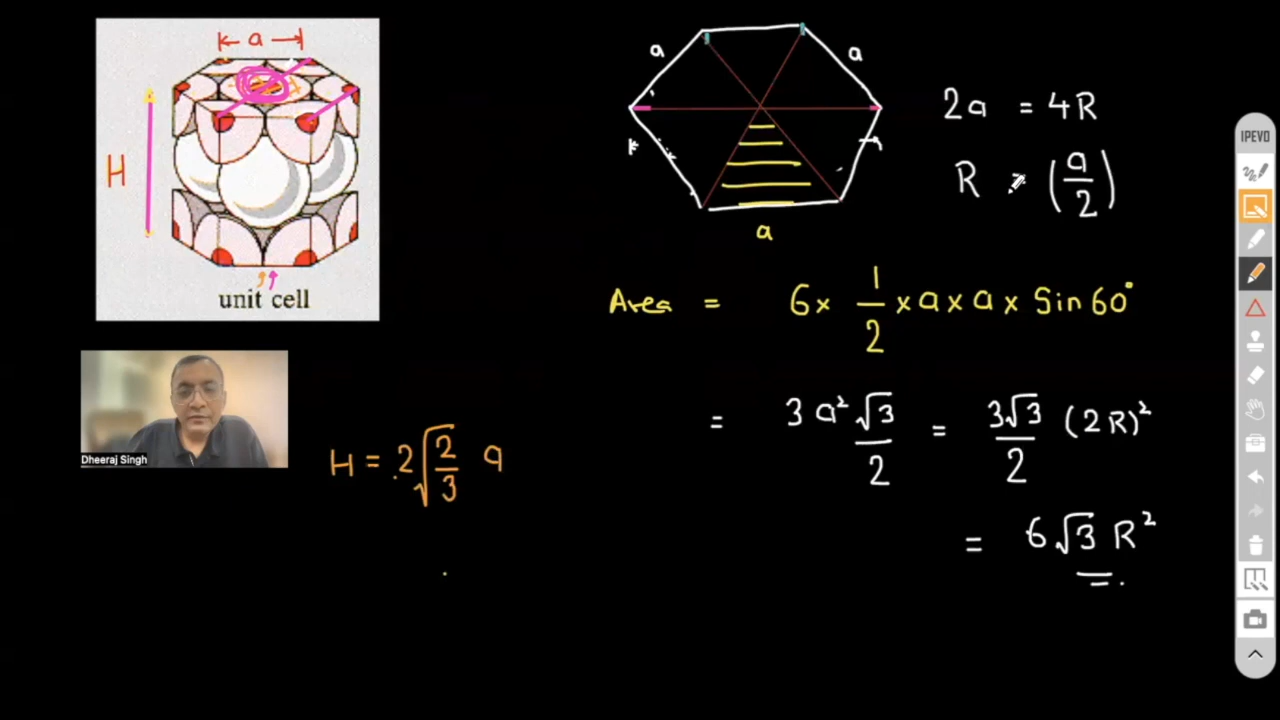 a
H
unit cell
Dheeraj Singh
H = 2√(2/3) a
a
a
a
2a = 4R
R = (a/2)
Area = 6 × 1/2 × a × a × Sin 60°
= 3a²√3/2 = 3√3/2 (2R)²
= 6√3 R²
IPEVO